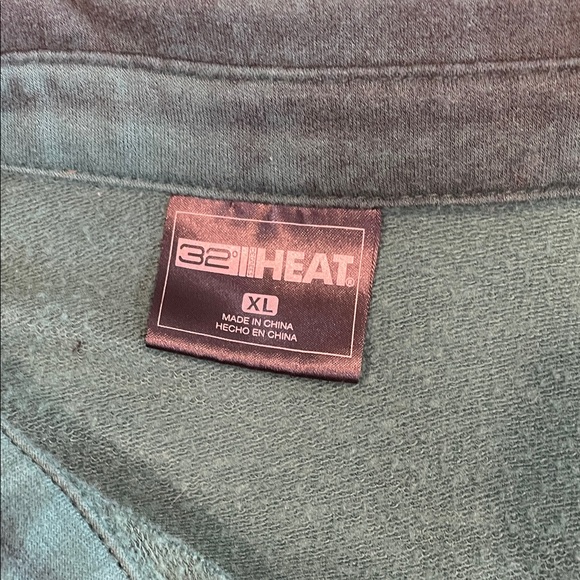 32° HEAT®
XL
MADE IN CHINA
HECHO EN CHINA